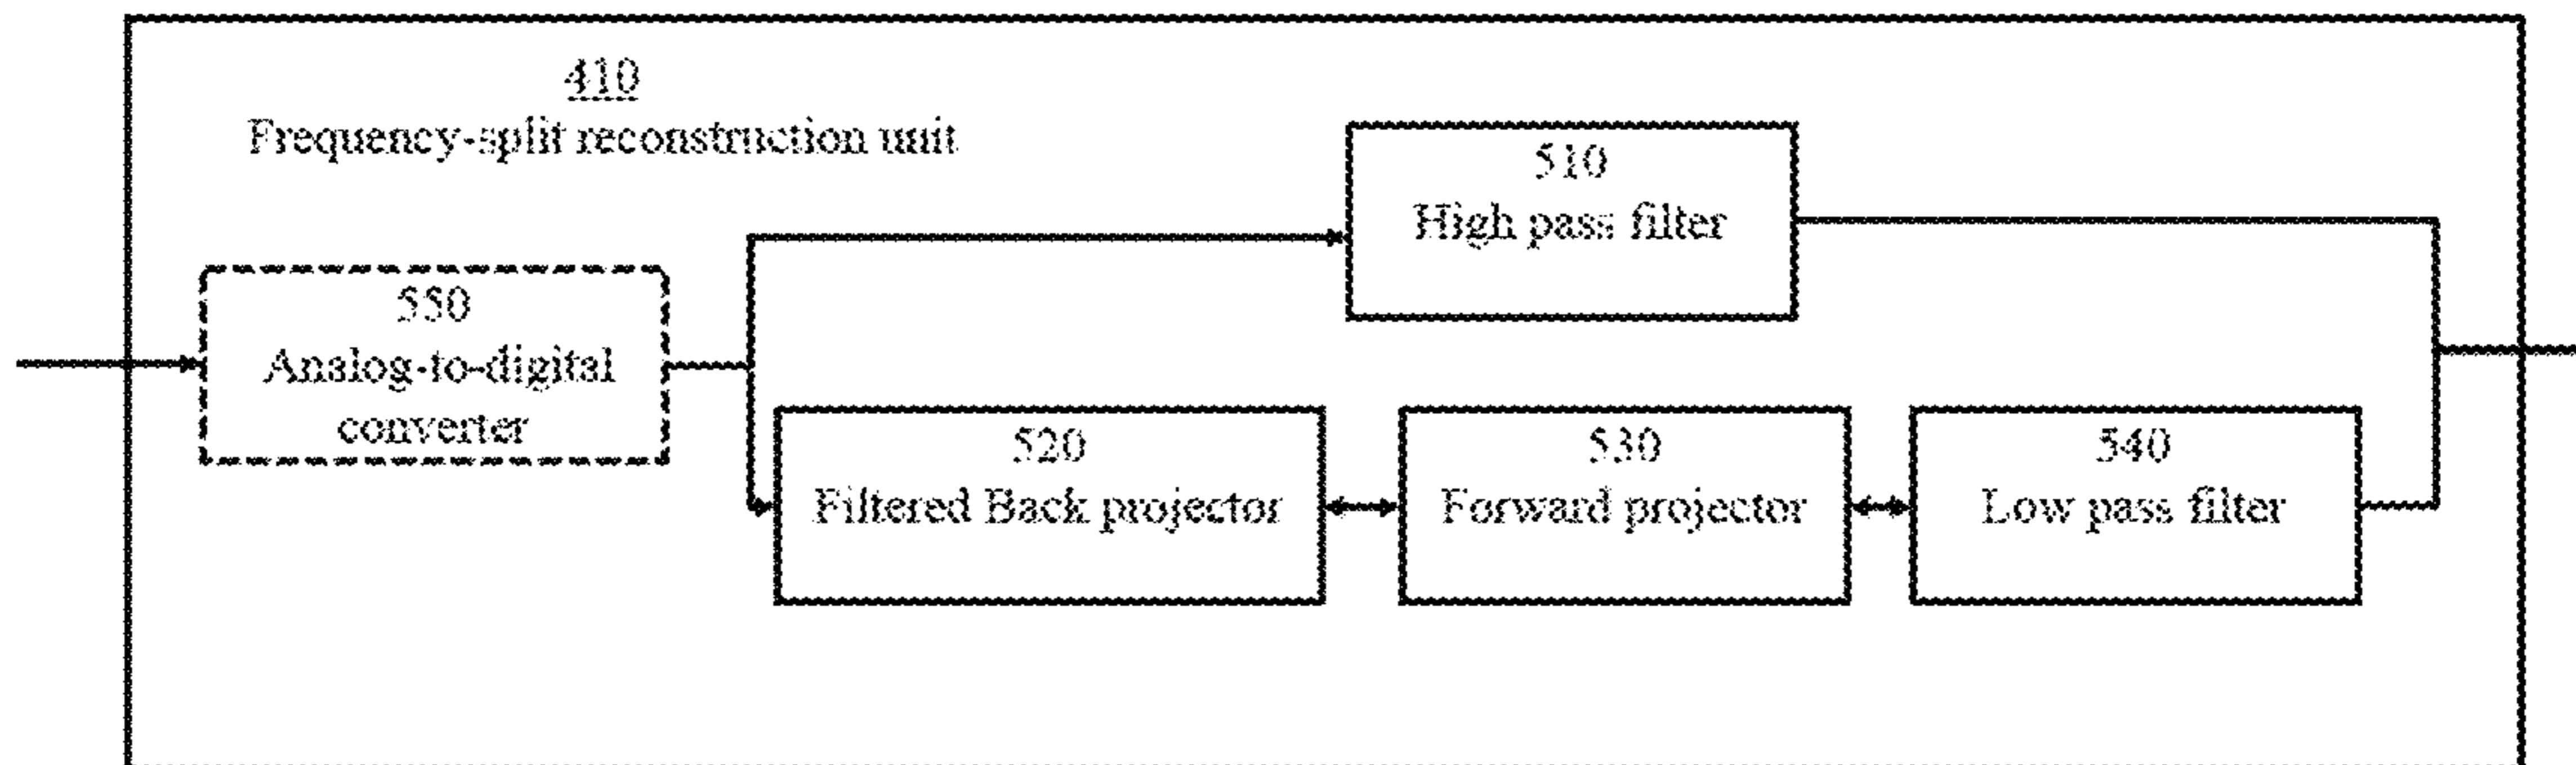 410
Frequency-split reconstruction unit
510
High pass filter
550
Analog-to-digital
converter
520
Filtered Back projector
530
Forward projector
540
Low pass filter